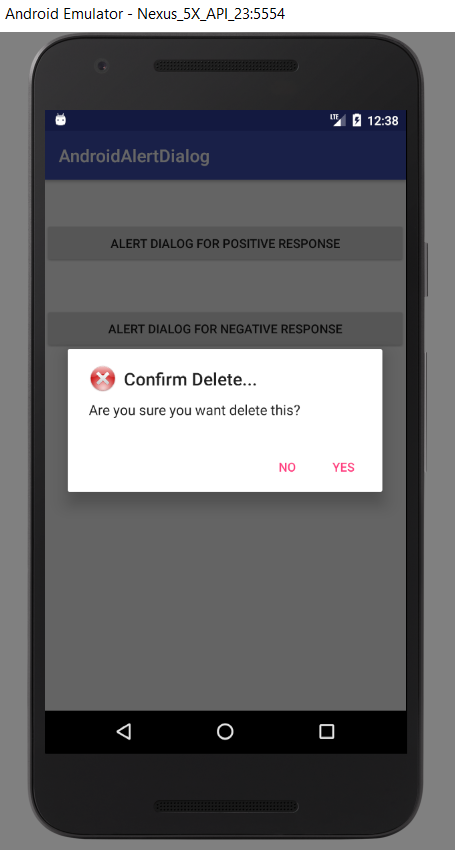 Android Emulator - Nexus_5X_API_23:5554
LTE 12:38
AndroidAlertDialog
ALERT DIALOG FOR POSITIVE RESPONSE
ALERT DIALOG FOR NEGATIVE RESPONSE
Confirm Delete...
Are you sure you want delete this?
NO YES